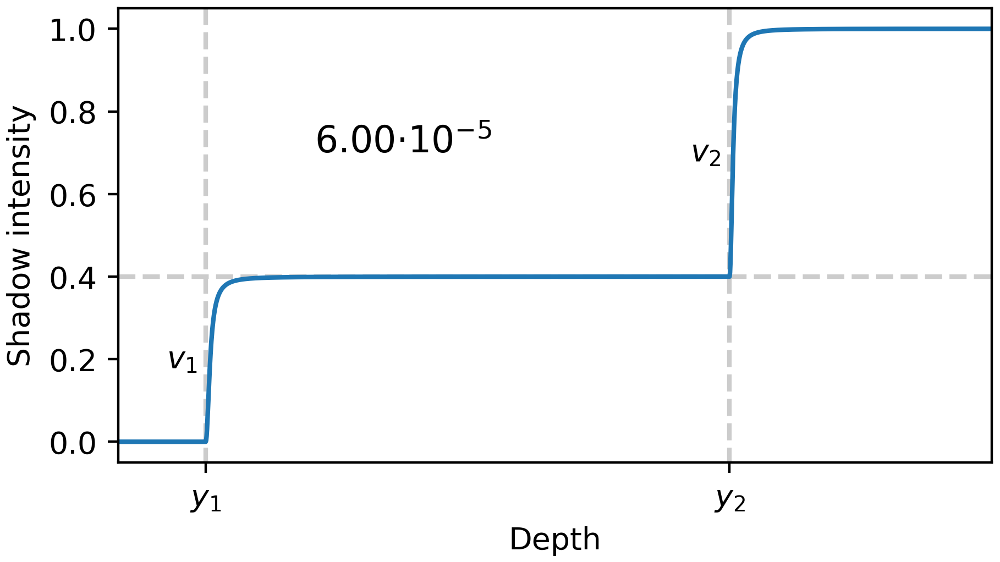 1.0
0.8
0.6
0.4
0.2
0.0
Shadow intensity
6.00·10⁻⁵
v₂
v₁
y₁
y₂
Depth